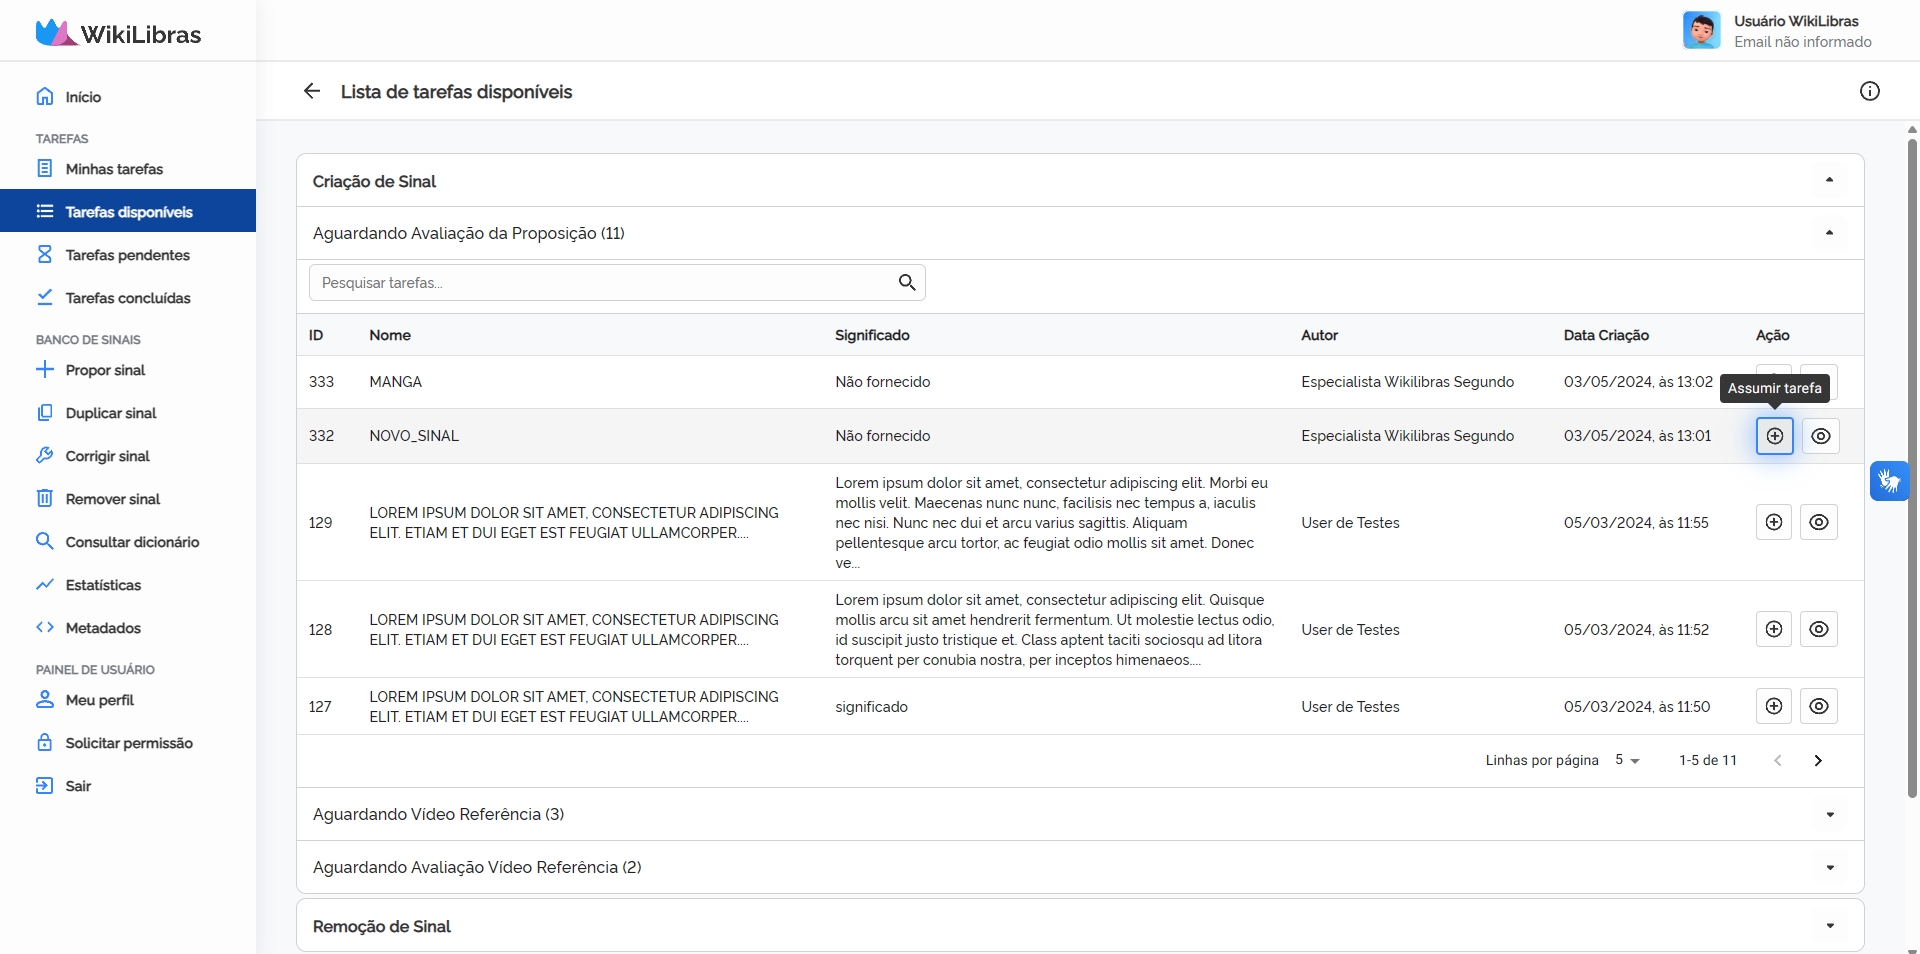 WikiLibras
Usuário WikiLibras
Email não informado
Início
TAREFAS
Minhas tarefas
Tarefas disponíveis
Tarefas pendentes
Tarefas concluídas
BANCO DE SINAIS
Propor sinal
Duplicar sinal
Corrigir sinal
Remover sinal
Consultar dicionário
Estatísticas
Metadados
PAINEL DE USUÁRIO
Meu perfil
Solicitar permissão
Sair
Lista de tarefas disponíveis
Criação de Sinal
Aguardando Avaliação da Proposição (11)
Pesquisar tarefas...
ID Nome Significado Autor Data Criação Ação
333 MANGA Não fornecido Especialista Wikilibras Segundo 03/05/2024, às 13:02
Assumir tarefa
332 NOVO_SINAL Não fornecido Especialista Wikilibras Segundo 03/05/2024, às 13:01
129
LOREM IPSUM DOLOR SIT AMET, CONSECTETUR ADIPISCING
ELIT. ETIAM ET DUI EGET EST FEUGIAT ULLAMCORPER....
Lorem ipsum dolor sit amet, consectetur adipiscing elit. Morbi eu
mollis velit. Maecenas nunc nunc, facilisis nec tempus a, iaculis
nec nisi. Nunc nec dui et arcu varius sagittis. Aliquam
pellentesque arcu tortor, ac feugiat odio mollis sit amet. Donec
ve...
User de Testes
05/03/2024, às 11:55
128
LOREM IPSUM DOLOR SIT AMET, CONSECTETUR ADIPISCING
ELIT. ETIAM ET DUI EGET EST FEUGIAT ULLAMCORPER....
Lorem ipsum dolor sit amet, consectetur adipiscing elit. Quisque
mollis arcu sit amet hendrerit fermentum. Ut molestie lectus odio,
id suscipit justo tristique et. Class aptent taciti sociosqu ad litora
torquent per conubia nostra, per inceptos himenaeos....
User de Testes
05/03/2024, às 11:52
127
LOREM IPSUM DOLOR SIT AMET, CONSECTETUR ADIPISCING
ELIT. ETIAM ET DUI EGET EST FEUGIAT ULLAMCORPER....
significado
User de Testes
05/03/2024, às 11:50
Linhas por página 5 1-5 de 11
Aguardando Vídeo Referência (3)
Aguardando Avaliação Vídeo Referência (2)
Remoção de Sinal